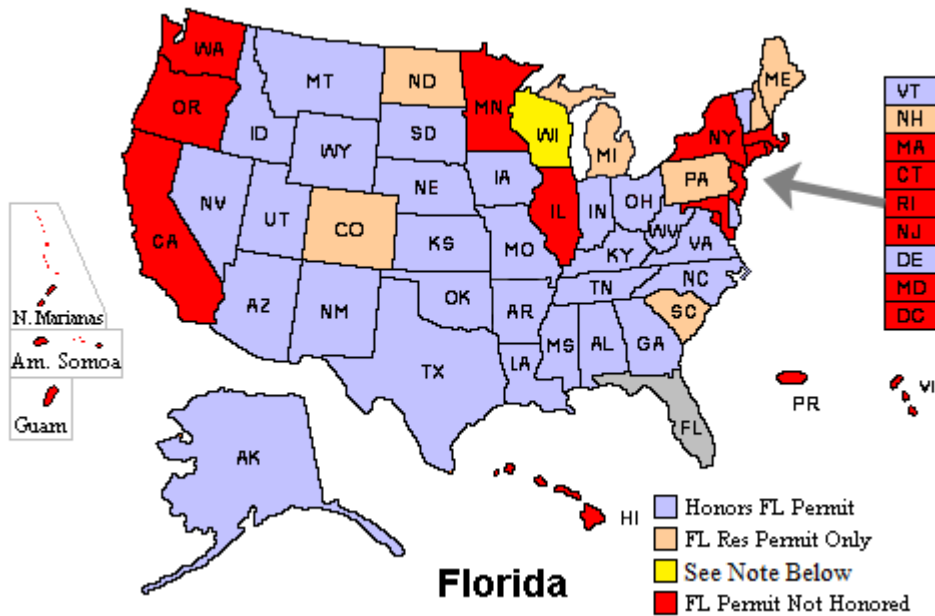 WA
MT
ND
MN
ME
VT
OR
ID
SD
WI
NY
NH
WY
MI
MA
NE
IA
PA
CT
NV
UT
CO
IL
IN
OH
RI
CA
KS
MO
WV
VA
NJ
KY
DE
AZ
NM
OK
TN
NC
MD
AR
SC
DC
N. Marianas
MS
AL
GA
Am. Somoa
TX
LA
Guam
FL
PR
VI
AK
HI
Honors FL Permit
FL Res Permit Only
See Note Below
FL Permit Not Honored
Florida